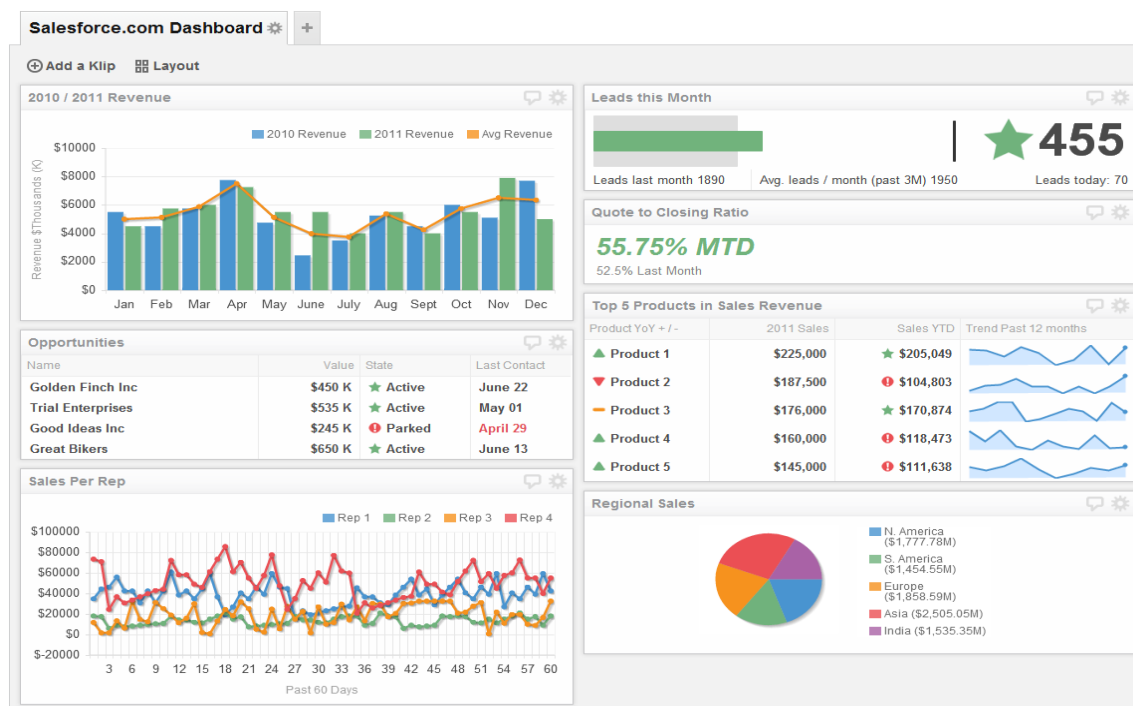 Salesforce.com Dashboard +
Add a Klip Layout
2010 / 2011 Revenue
2010 Revenue 2011 Revenue Avg Revenue
Revenue $Thousands (K)
$10000
$8000
$6000
$4000
$2000
$0
Jan Feb Mar Apr May June July Aug Sept Oct Nov Dec
Opportunities
Name Value State Last Contact
Golden Finch Inc $450 K Active June 22
Trial Enterprises $535 K Active May 01
Good Ideas Inc $245 K Parked April 29
Great Bikers $650 K Active June 13
Sales Per Rep
Rep 1 Rep 2 Rep 3 Rep 4
$100000
$80000
$60000
$40000
$20000
$0
$-20000
3 6 9 12 15 18 21 24 27 30 33 36 39 42 45 48 51 54 57 60
Past 60 Days
Leads this Month
455
Leads last month 1890 Avg. leads / month (past 3M) 1950 Leads today: 70
Quote to Closing Ratio
55.75% MTD
52.5% Last Month
Top 5 Products in Sales Revenue
Product YoY + / - 2011 Sales Sales YTD Trend Past 12 months
Product 1 $225,000 $205,049
Product 2 $187,500 $104,803
Product 3 $176,000 $170,874
Product 4 $160,000 $118,473
Product 5 $145,000 $111,638
Regional Sales
N. America
($1,777.78M)
S. America
($1,454.55M)
Europe
($1,858.59M)
Asia ($2,505.05M)
India ($1,535.35M)